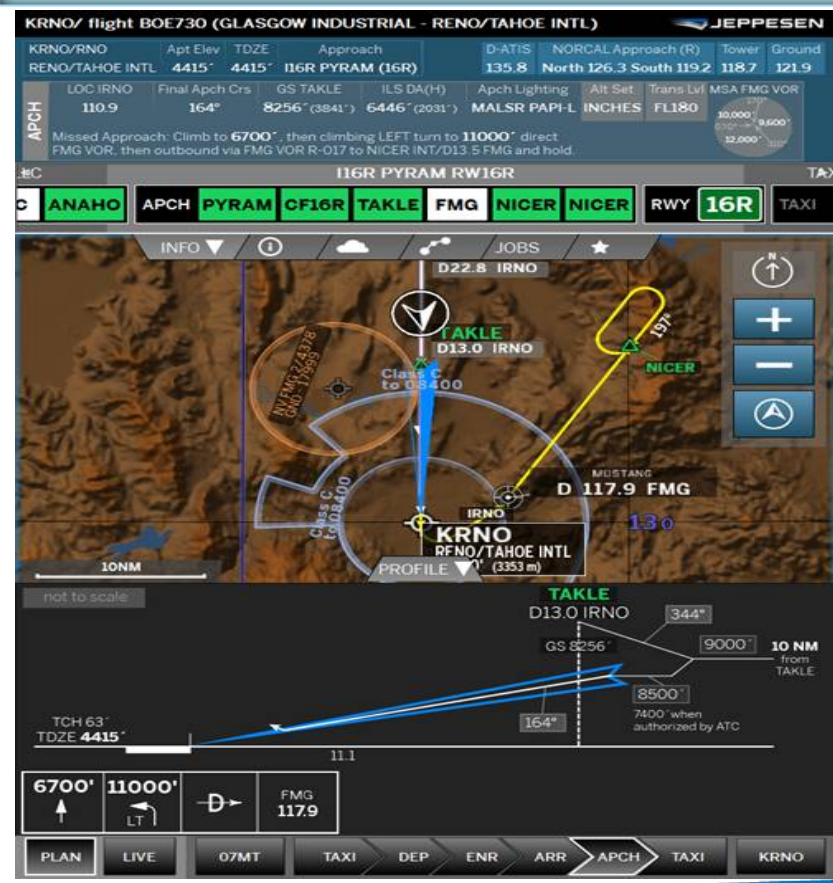 KRNO/ flight BOE730 (GLASGOW INDUSTRIAL - RENO/TAHOE INTL) JEPPESEN
KRNO/RNO Apt Elev TDZE Approach D-ATIS NORCAL Approach (R) Tower Ground
RENO/TAHOE INTL 4415´ 4415´ I16R PYRAM (16R) 135.8 North 126.3 South 119.2 118.7 121.9
APCH
LOC IRNO Final Apch Crs GS TAKLE ILS DA(H) Apch Lighting Alt Set Trans Lvl MSA FMG VOR
110.9 164° 8256´(3841´) 6446´(2031´) MALSR PAPI-L INCHES FL180
10,000´ 9,600´
12,000´
Missed Approach: Climb to 6700´, then climbing LEFT turn to 11000´ direct
FMG VOR, then outbound via FMG VOR R-017 to NICER INT/D13.5 FMG and hold.
I16R PYRAM RW16R
C ANAHO APCH PYRAM CF16R TAKLE FMG NICER NICER RWY 16R TAXI
INFO JOBS
D22.8 IRNO
N
TAKLE
D13.0 IRNO
197°
NICER
Class C
to 08400
Class C
to 08400
MUSTANG
D 117.9 FMG
IRNO
130
KRNO
RENO/TAHOE INTL
(3353 m)
10NM
PROFILE
not to scale
TAKLE
D13.0 IRNO
344°
GS 8256´
9000´ 10 NM
from
TAKLE
8500´
164°
7400´when
authorized by ATC
TCH 63´
TDZE 4415´
11.1
6700' 11000' D FMG
LT 117.9
PLAN LIVE 07MT TAXI DEP ENR ARR APCH TAXI KRNO